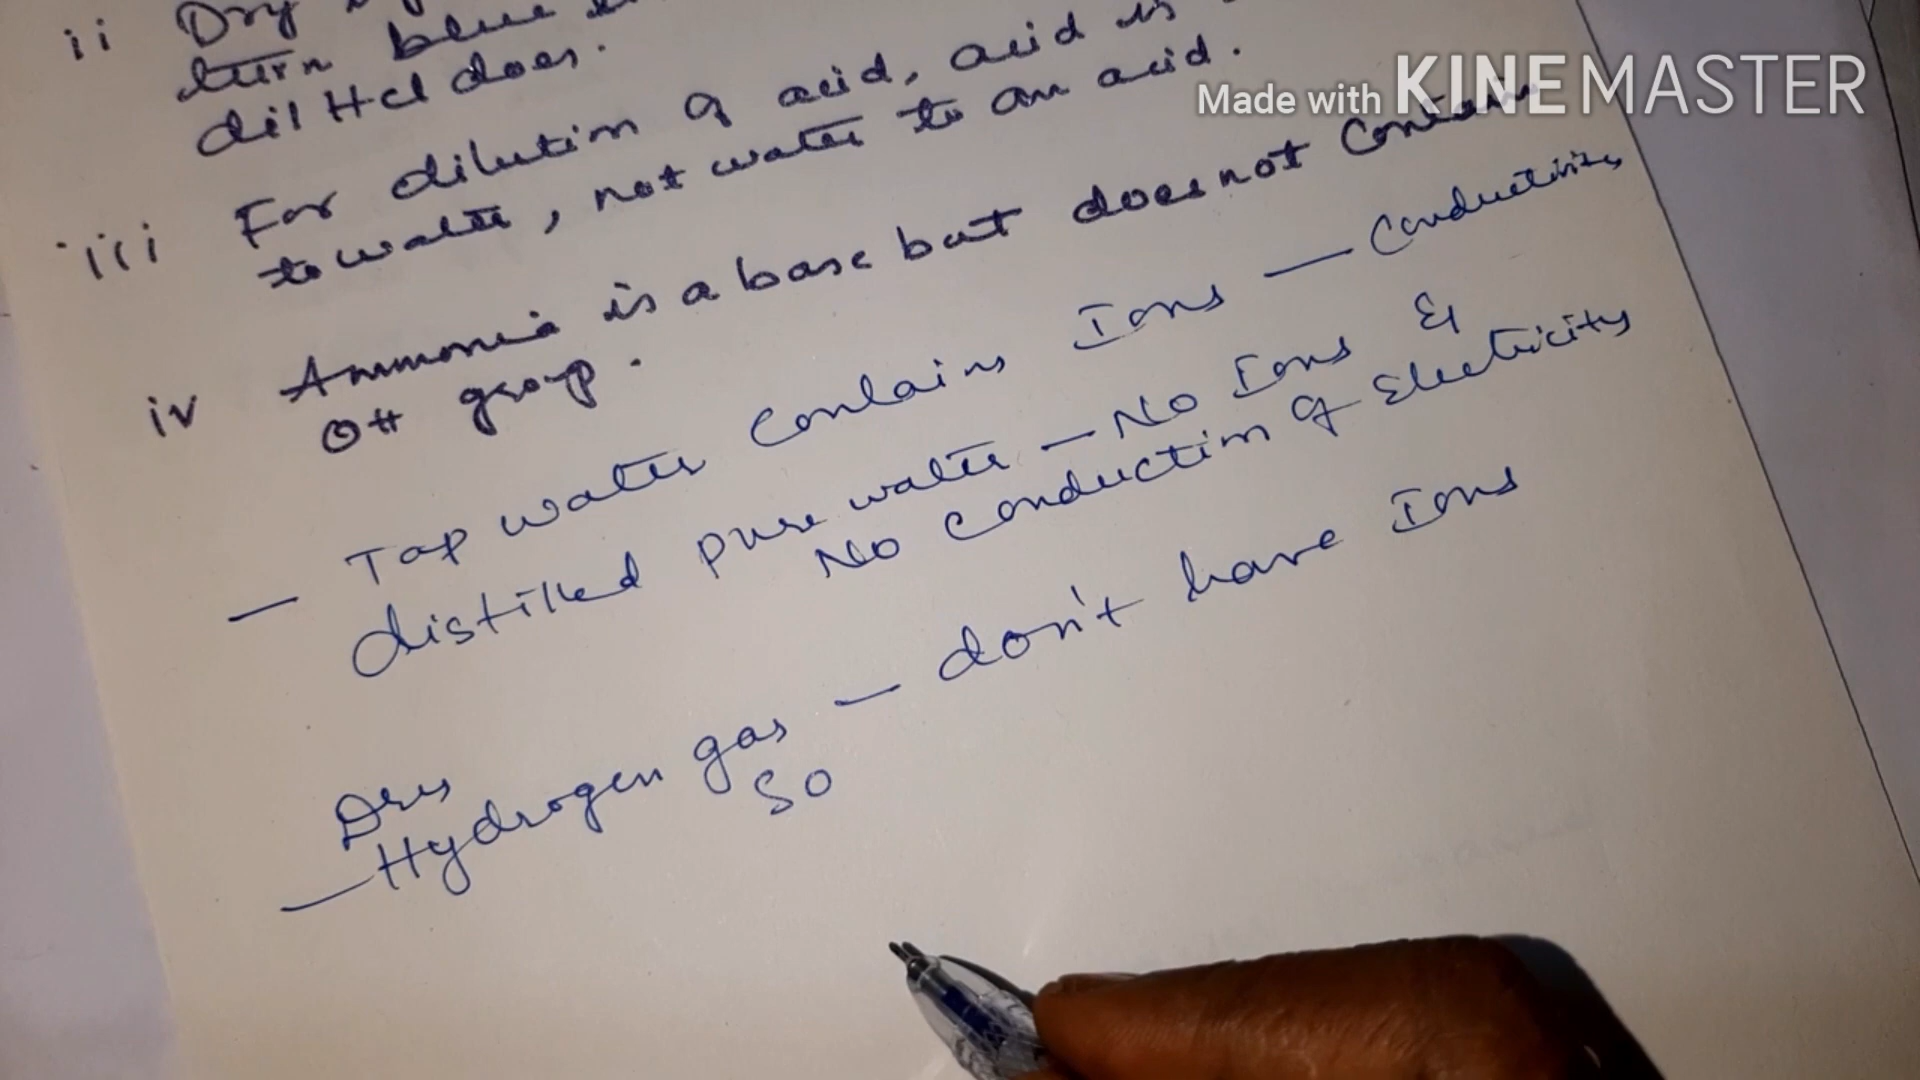 ii Dry
turn blue
dil Hcl does.
Made with KINEMASTER
iii For dilution of acid, acid is
to water, not water to an acid.
iv Ammonia is a base but does not contain
OH group.
— Tap water contains Ions — Conductivity
distilled pure water — No Ions &
No Conduction of Electricity
Dry
— Hydrogen gas — don't have Ions
So